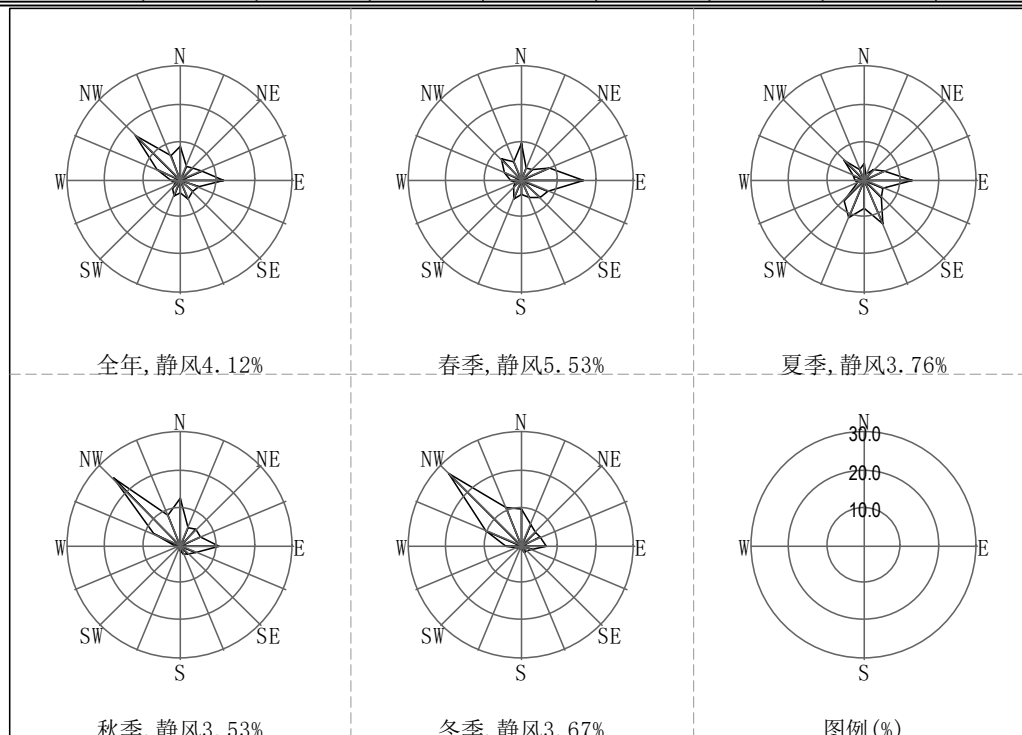 N
NW NE
W E
SW SE
S
全年,静风4.12%
N
NW NE
W E
SW SE
S
春季,静风5.53%
N
NW NE
W E
SW SE
S
夏季,静风3.76%
N
NW NE
W E
SW SE
S
秋季,静风3.53%
N
NW NE
W E
SW SE
S
冬季,静风3.67%
N
30.0
20.0
10.0
W E
S
图例(%)